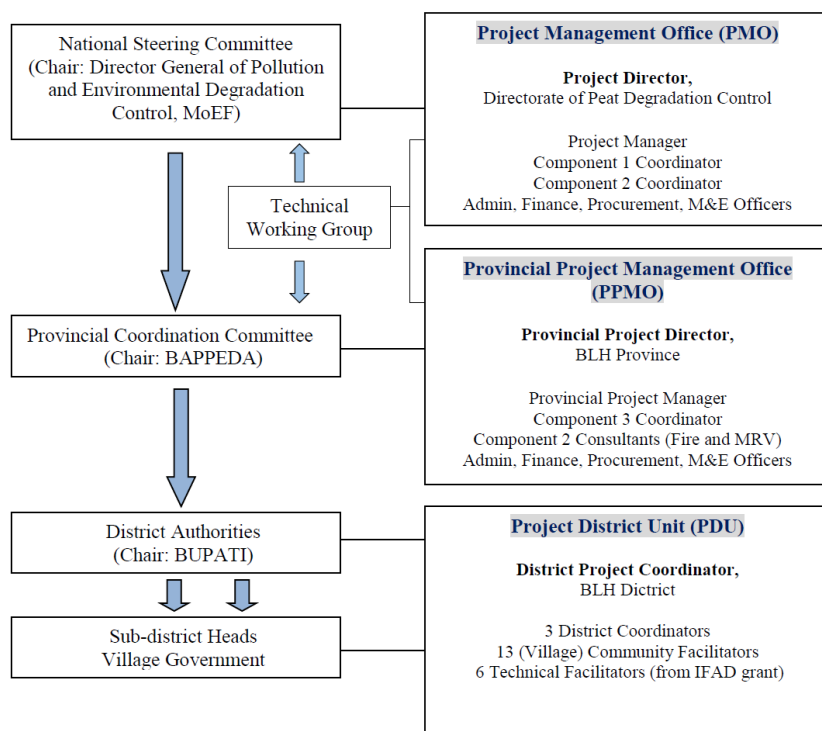 National Steering Committee
(Chair: Director General of Pollution
and Environmental Degradation
Control, MoEF)
Project Management Office (PMO)
Project Director,
Directorate of Peat Degradation Control
Project Manager
Component 1 Coordinator
Component 2 Coordinator
Admin, Finance, Procurement, M&E Officers
Technical
Working Group
Provincial Coordination Committee
(Chair: BAPPEDA)
Provincial Project Management Office
(PPMO)
Provincial Project Director,
BLH Province
Provincial Project Manager
Component 3 Coordinator
Component 2 Consultants (Fire and MRV)
Admin, Finance, Procurement, M&E Officers
District Authorities
(Chair: BUPATI)
Sub-district Heads
Village Government
Project District Unit (PDU)
District Project Coordinator,
BLH Dictrict
3 District Coordinators
13 (Village) Community Facilitators
6 Technical Facilitators (from IFAD grant)